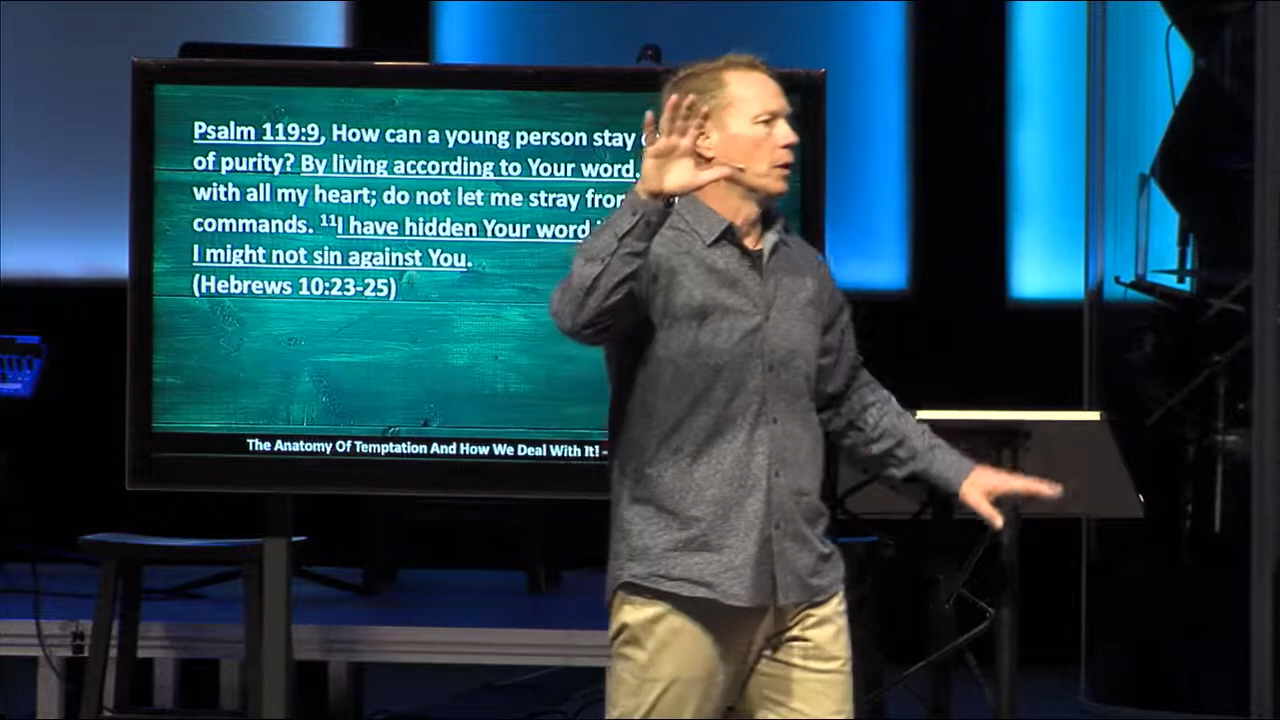 Psalm 119:9, How can a young person stay
of purity? By living according to Your word.
with all my heart; do not let me stray from
commands. ¹¹I have hidden Your word
I might not sin against You.
(Hebrews 10:23-25)
The Anatomy Of Temptation And How We Deal With It! -